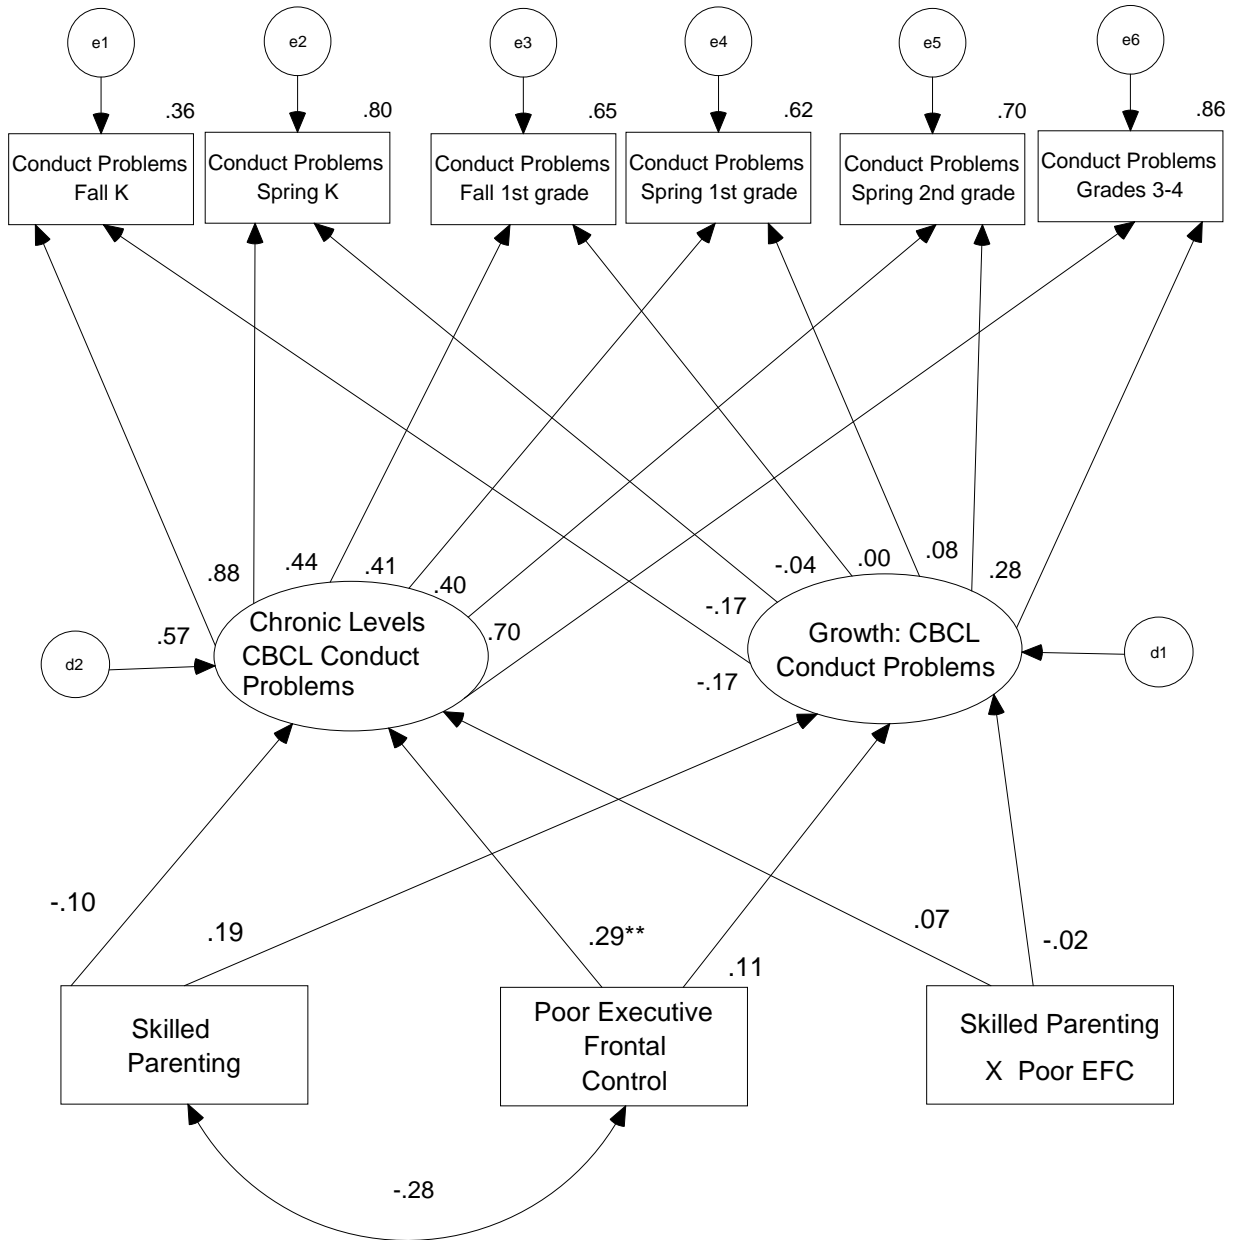 e1
e2
e3
e4
e5
e6
.36
.80
.65
.62
.70
.86
Conduct Problems
Fall K
Conduct Problems
Spring K
Conduct Problems
Fall 1st grade
Conduct Problems
Spring 1st grade
Conduct Problems
Spring 2nd grade
Conduct Problems
Grades 3-4
.57
.88
.44
.41
.40
.70
-.17
-.17
-.04
.00
.08
.28
d2
Chronic Levels
CBCL Conduct
Problems
Growth: CBCL
Conduct Problems
d1
-.10
.19
.29**
.11
.07
-.02
Skilled
Parenting
Poor Executive
Frontal
Control
Skilled Parenting
X Poor EFC
-.28